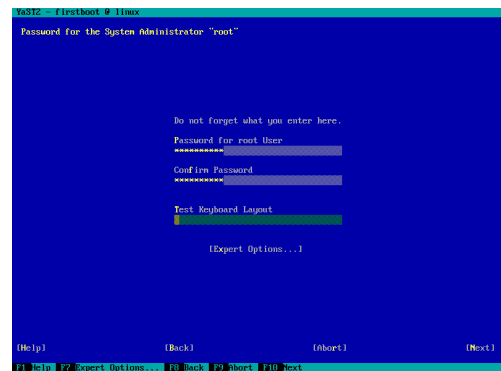 YaST2 - firstboot @ linux
Password for the System Administrator "root"
Do not forget what you enter here.
Password for root User
**********
Confirm Password
**********
Test Keyboard Layout
[Expert Options...]
[Help] [Back] [Abort] [Next]
F1 Help F7 Expert Options... F8 Back F9 Abort F10 Next